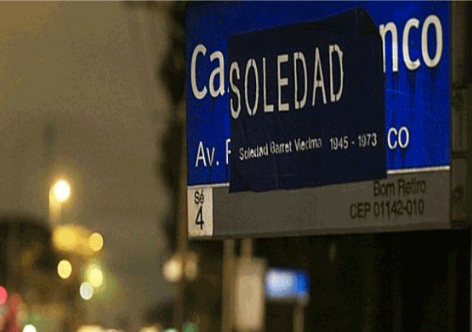 Ca SOLEDAD nco
Av. F Soledad Barret Viedma 1945 - 1973 co
Sé
4
Bom Retiro
CEP 01142-010